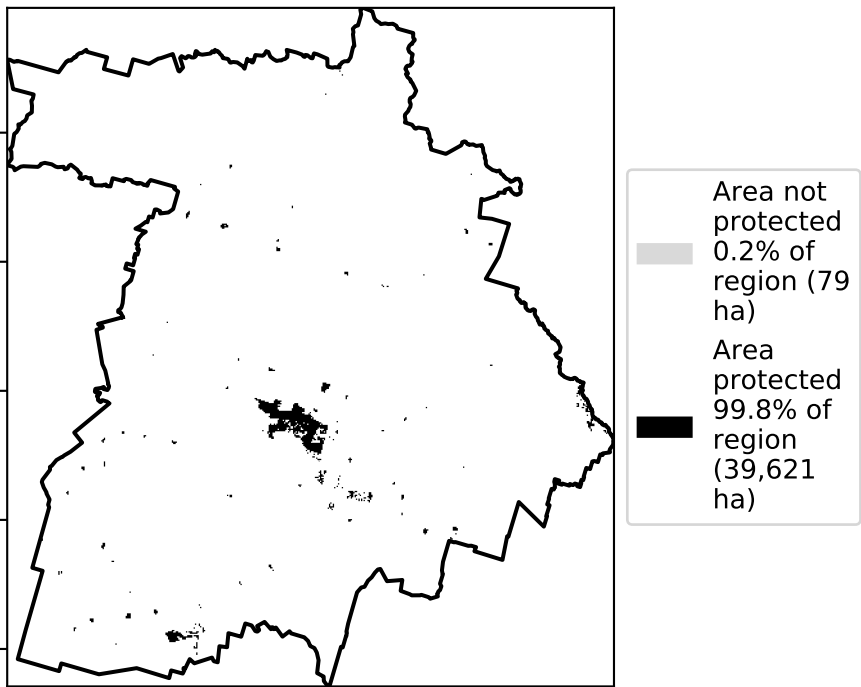 Area not
protected
0.2% of
region (79
ha)
Area
protected
99.8% of
region
(39,621
ha)